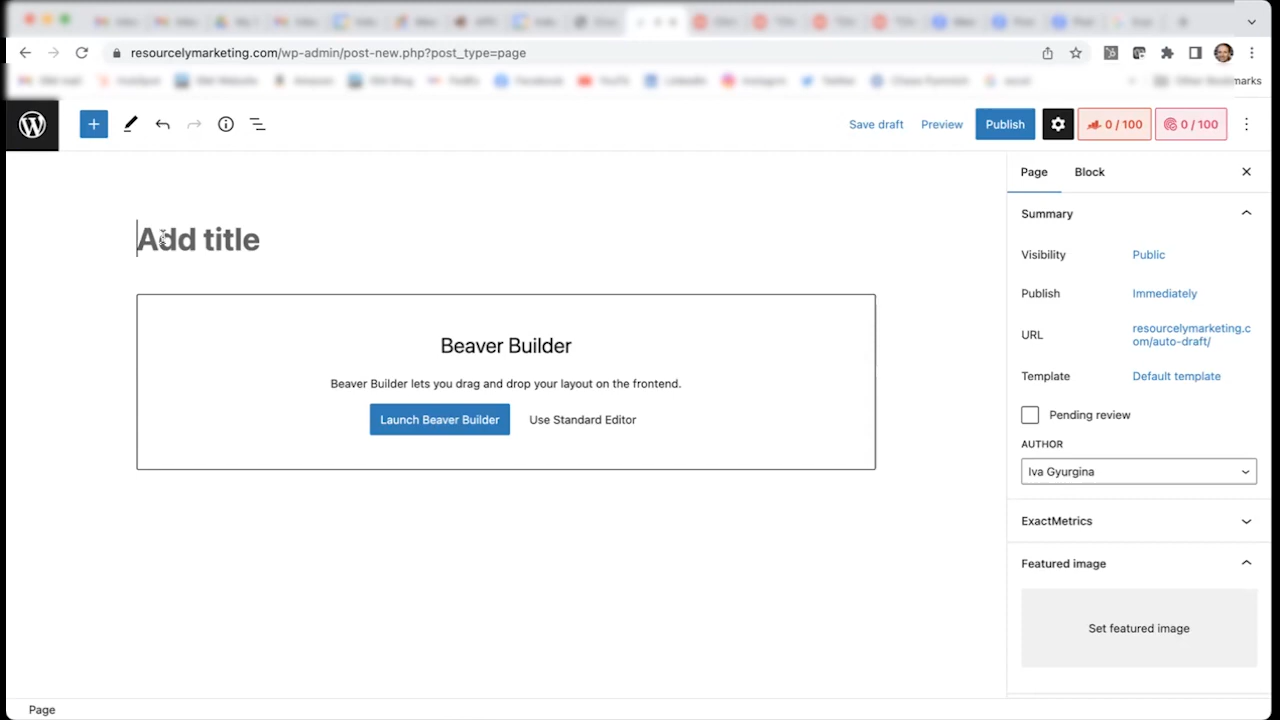 resourcelymarketing.com/wp-admin/post-new.php?post_type=page
Save draft
Preview
Publish
0 / 100
0 / 100
Page
Block
Add title
Summary
Visibility
Public
Publish
Immediately
URL
resourcelymarketing.c
om/auto-draft/
Template
Default template
Pending review
AUTHOR
Iva Gyurgina
ExactMetrics
Featured image
Set featured image
Beaver Builder
Beaver Builder lets you drag and drop your layout on the frontend.
Launch Beaver Builder
Use Standard Editor
Page